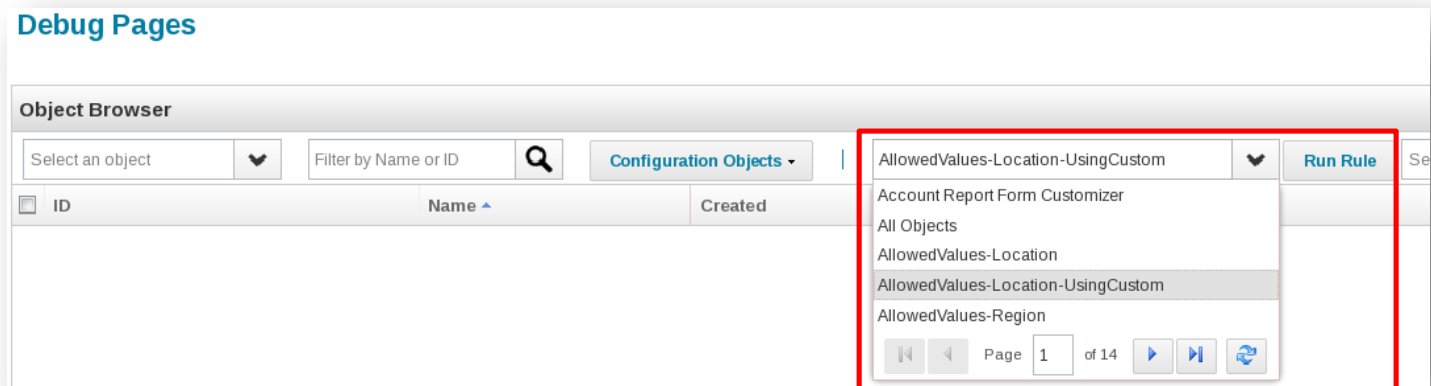 Debug Pages
Object Browser
Select an object
Filter by Name or ID
Configuration Objects
AllowedValues-Location-UsingCustom
Run Rule
Se
ID
Name
Created
Account Report Form Customizer
All Objects
AllowedValues-Location
AllowedValues-Location-UsingCustom
AllowedValues-Region
Page 1 of 14